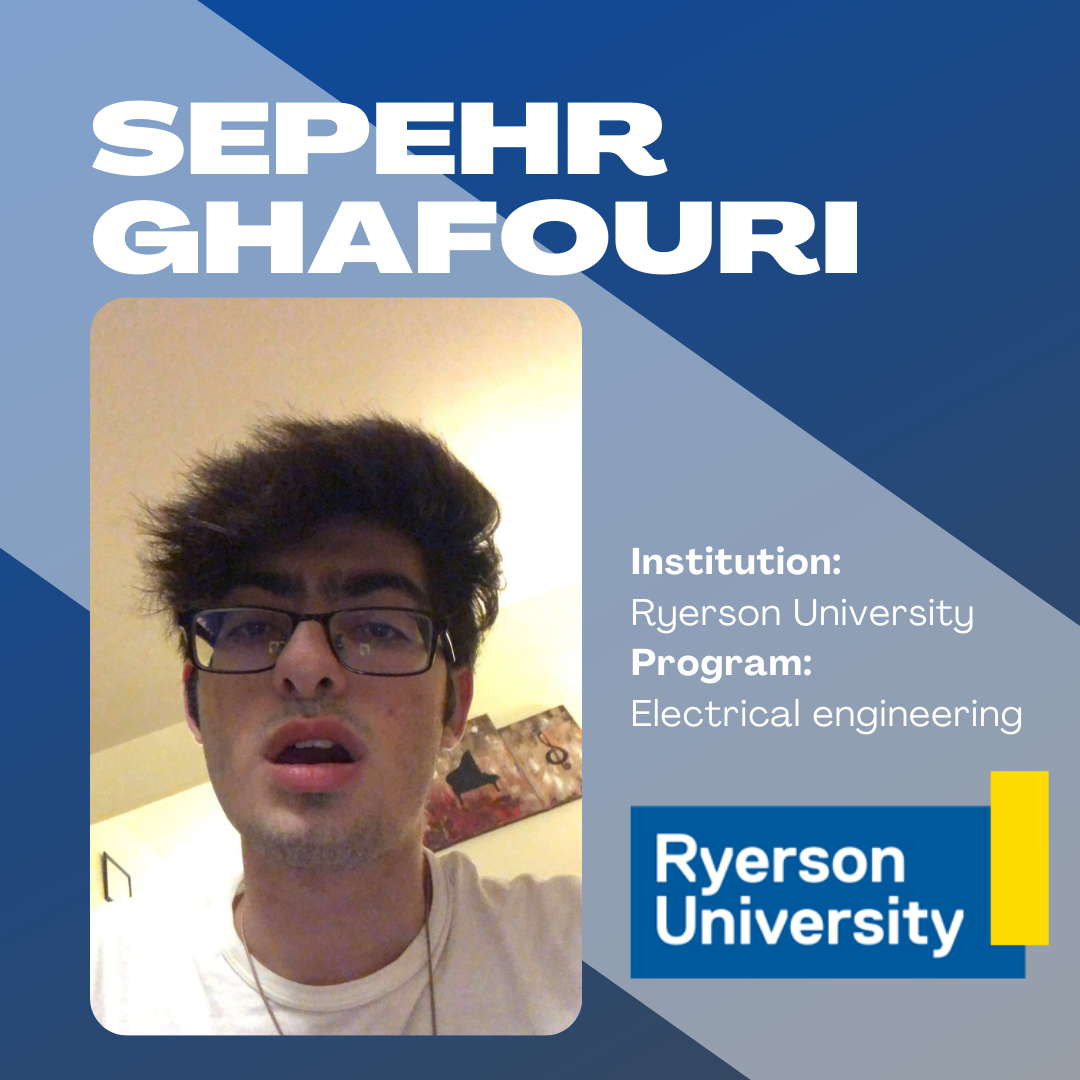 SEPEHR
GHAFOURI
Institution:
Ryerson University
Program:
Electrical engineering
Ryerson
University